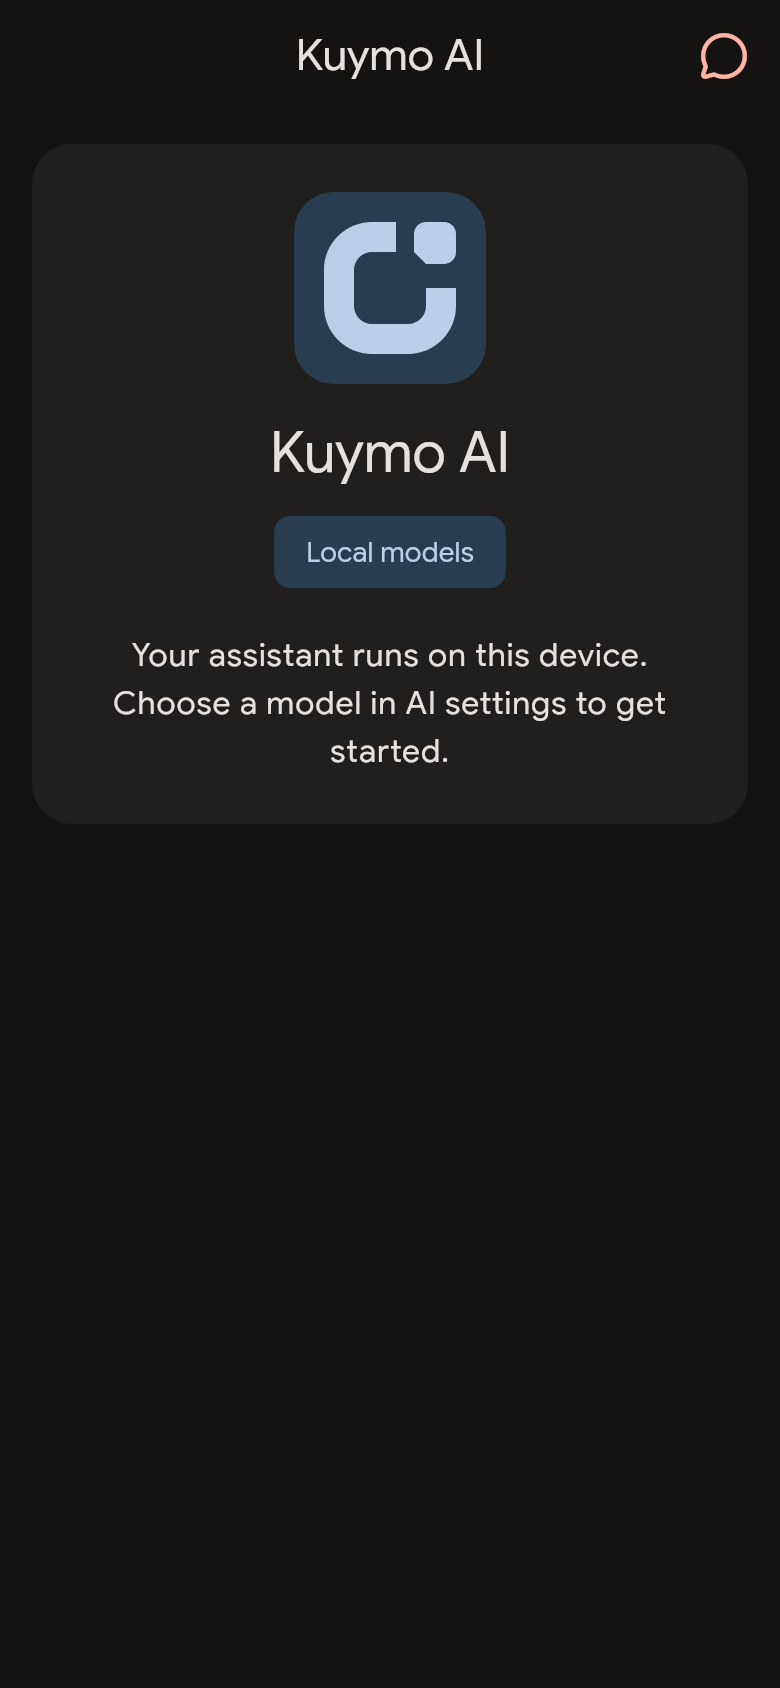 Kuymo AI
Kuymo AI
Local models
Your assistant runs on this device.
Choose a model in AI settings to get
started.